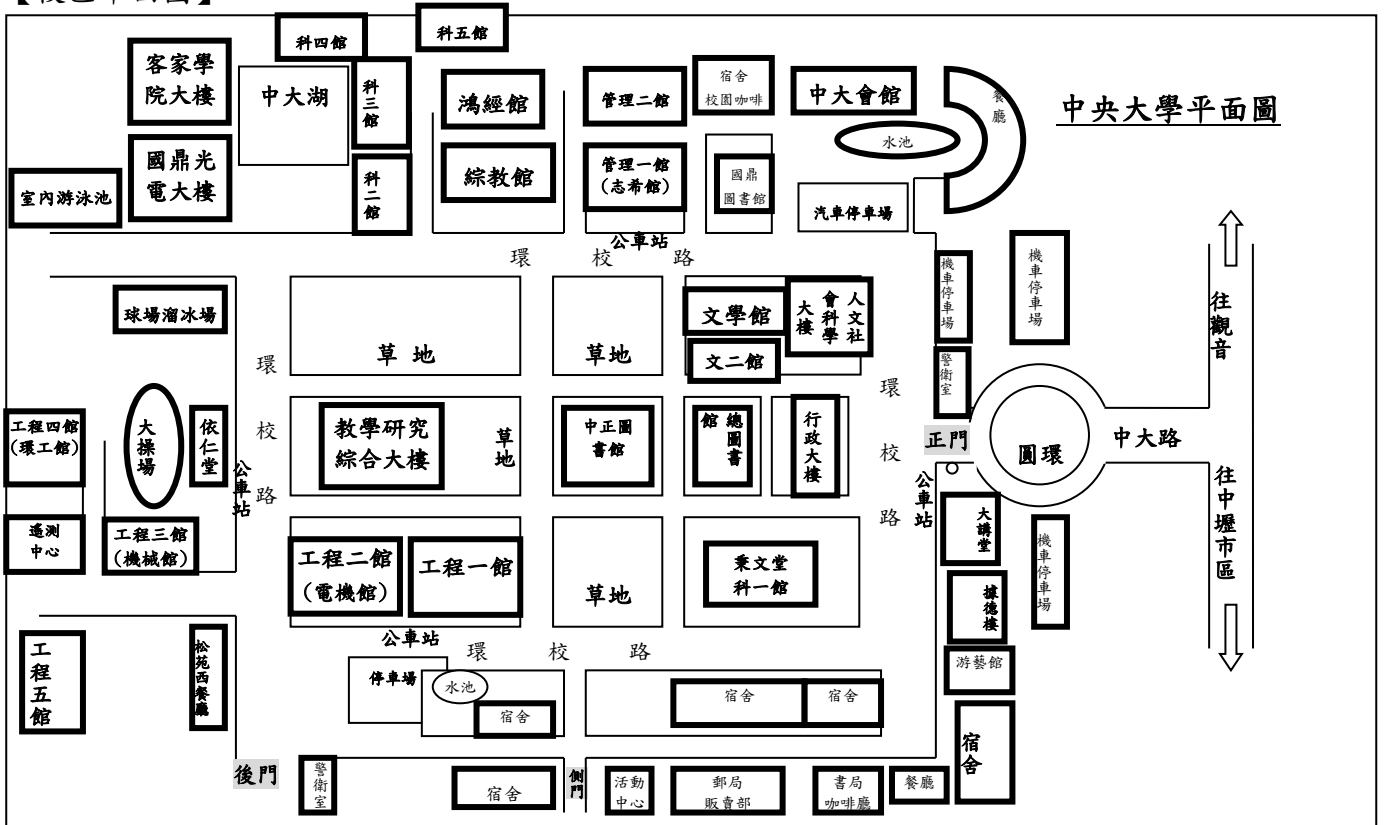 科四館
科五館
客家學
院大樓
中大湖
科三館
鴻經館
管理二館
宿舍
校園咖啡
中大會館
餐廳
中央大學平面圖
水池
國鼎光
電大樓
室內游泳池
科二館
綜教館
管理一館
(志希館)
國鼎
圖書館
汽車停車場
公車站
環 校 路
機車停車場
機車停車場
往觀音
球場溜冰場
草 地
草地
文學館
文二館
人文社
會科學
大樓
環 校 路
環 校 路
警衛室
工程四館
(環工館)
大操場
依仁堂
公車站
教學研究
綜合大樓
草地
中正圖
書館
總圖書
館
行政大樓
正門
圓環
中大路
往中壢市區
遙測
中心
工程三館
(機械館)
工程二館
(電機館)
工程一館
草地
秉文堂
科一館
公車站
大講堂
機車停車場
據德樓
公車站
環 校 路
工程五館
松苑西餐廳
停車場
水池
宿舍
宿舍
宿舍
游藝館
宿舍
後門
警衛室
宿舍
側門
活動
中心
郵局
販賣部
書局
咖啡廳
餐廳